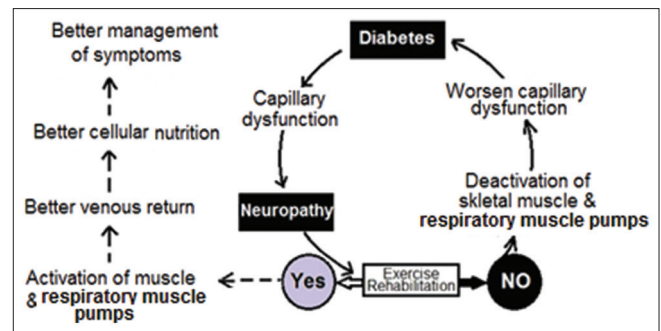 Better management
of symptoms
Better cellular nutrition
Better venous return
Activation of muscle
& respiratory muscle
pumps
Diabetes
Capillary
dysfunction
Neuropathy
Yes
Exercise
Rehabilitation
NO
Deactivation of
skletal muscle &
respiratory muscle pumps
Worsen capillary
dysfunction